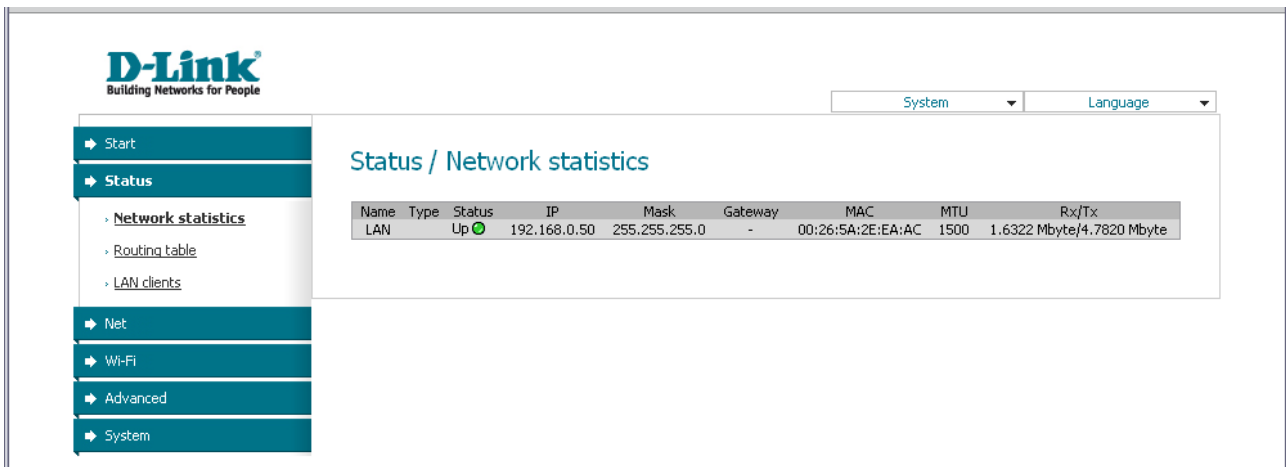 D-Link
Building Networks for People
System Language
Start
Status
Network statistics
Routing table
LAN clients
Net
Wi-Fi
Advanced
System
Status / Network statistics
Name Type Status IP Mask Gateway MAC MTU Rx/Tx
LAN Up 192.168.0.50 255.255.255.0 - 00:26:5A:2E:EA:AC 1500 1.6322 Mbyte/4.7820 Mbyte